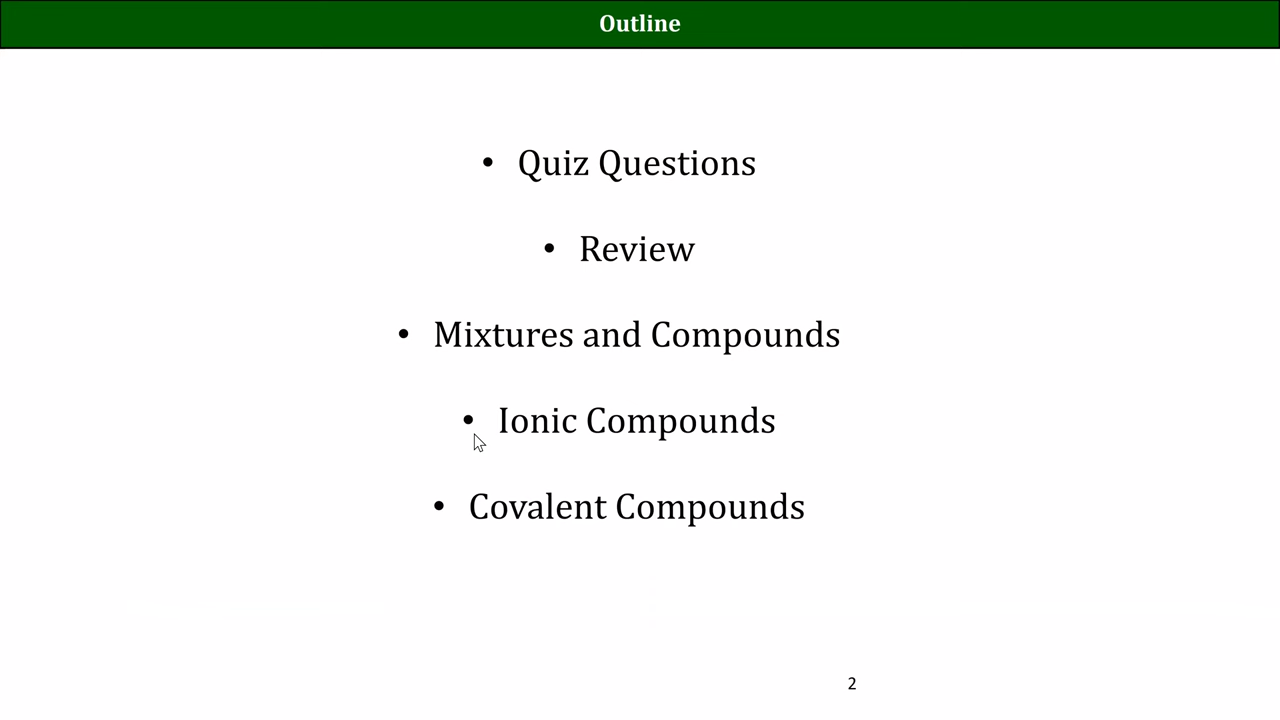 Outline
• Quiz Questions
• Review
• Mixtures and Compounds
• Ionic Compounds
• Covalent Compounds
2